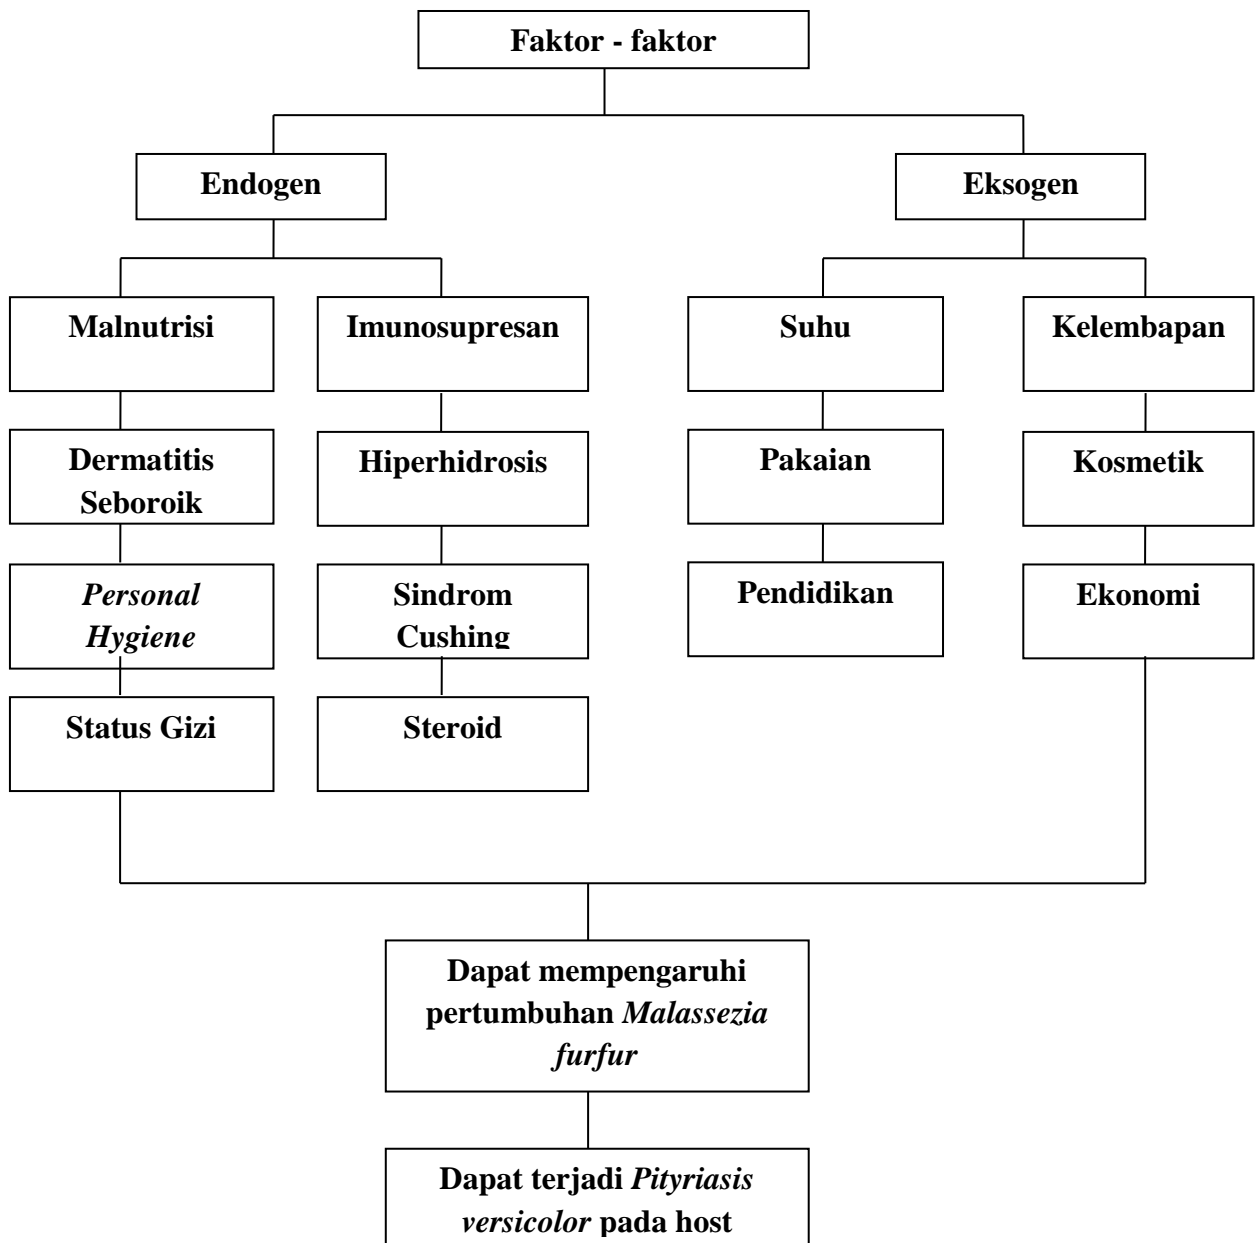 Faktor - faktor
Endogen
Eksogen
Malnutrisi
Imunosupresan
Suhu
Kelembapan
Dermatitis
Seboroik
Hiperhidrosis
Pakaian
Kosmetik
Personal
Hygiene
Sindrom
Cushing
Pendidikan
Ekonomi
Status Gizi
Steroid
Dapat mempengaruhi
pertumbuhan Malassezia
furfur
Dapat terjadi Pityriasis
versicolor pada host